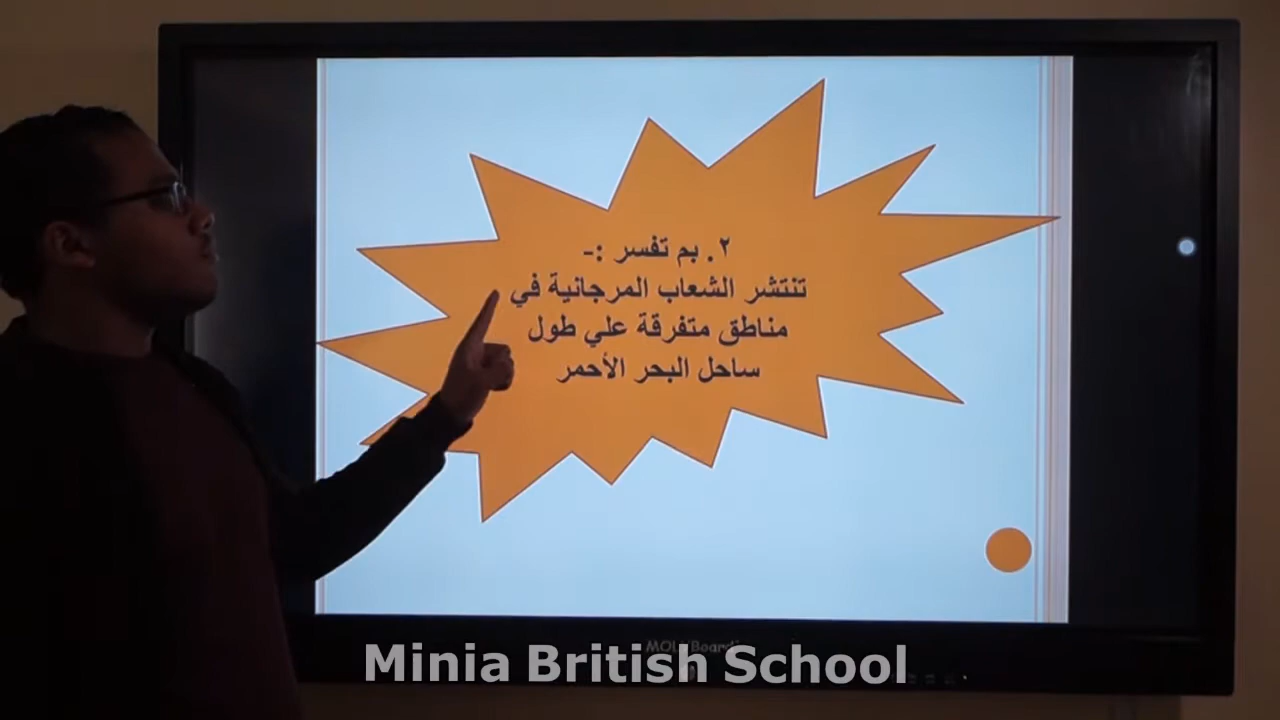 ٢. بم تفسر :-
تنتشر الشعاب المرجانية في
مناطق متفرقة علي طول
ساحل البحر الأحمر
Minia British School